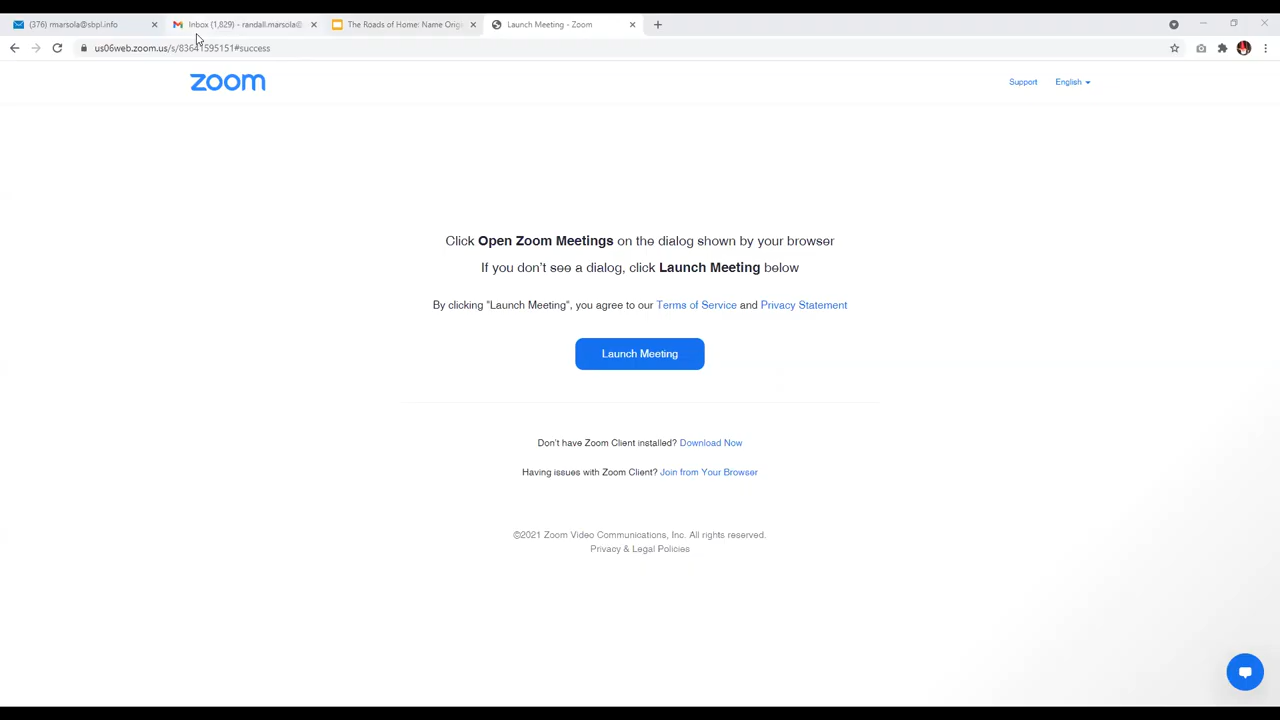 (376) rmarsola@sbpl.info
Inbox (1,829) - randall.marsola@
The Roads of Home: Name Orig
Launch Meeting - Zoom
us06web.zoom.us/s/83641595151#success
zoom
Support
English
Click Open Zoom Meetings on the dialog shown by your browser
If you don't see a dialog, click Launch Meeting below
By clicking "Launch Meeting", you agree to our Terms of Service and Privacy Statement
Launch Meeting
Don't have Zoom Client installed? Download Now
Having issues with Zoom Client? Join from Your Browser
©2021 Zoom Video Communications, Inc. All rights reserved.
Privacy & Legal Policies